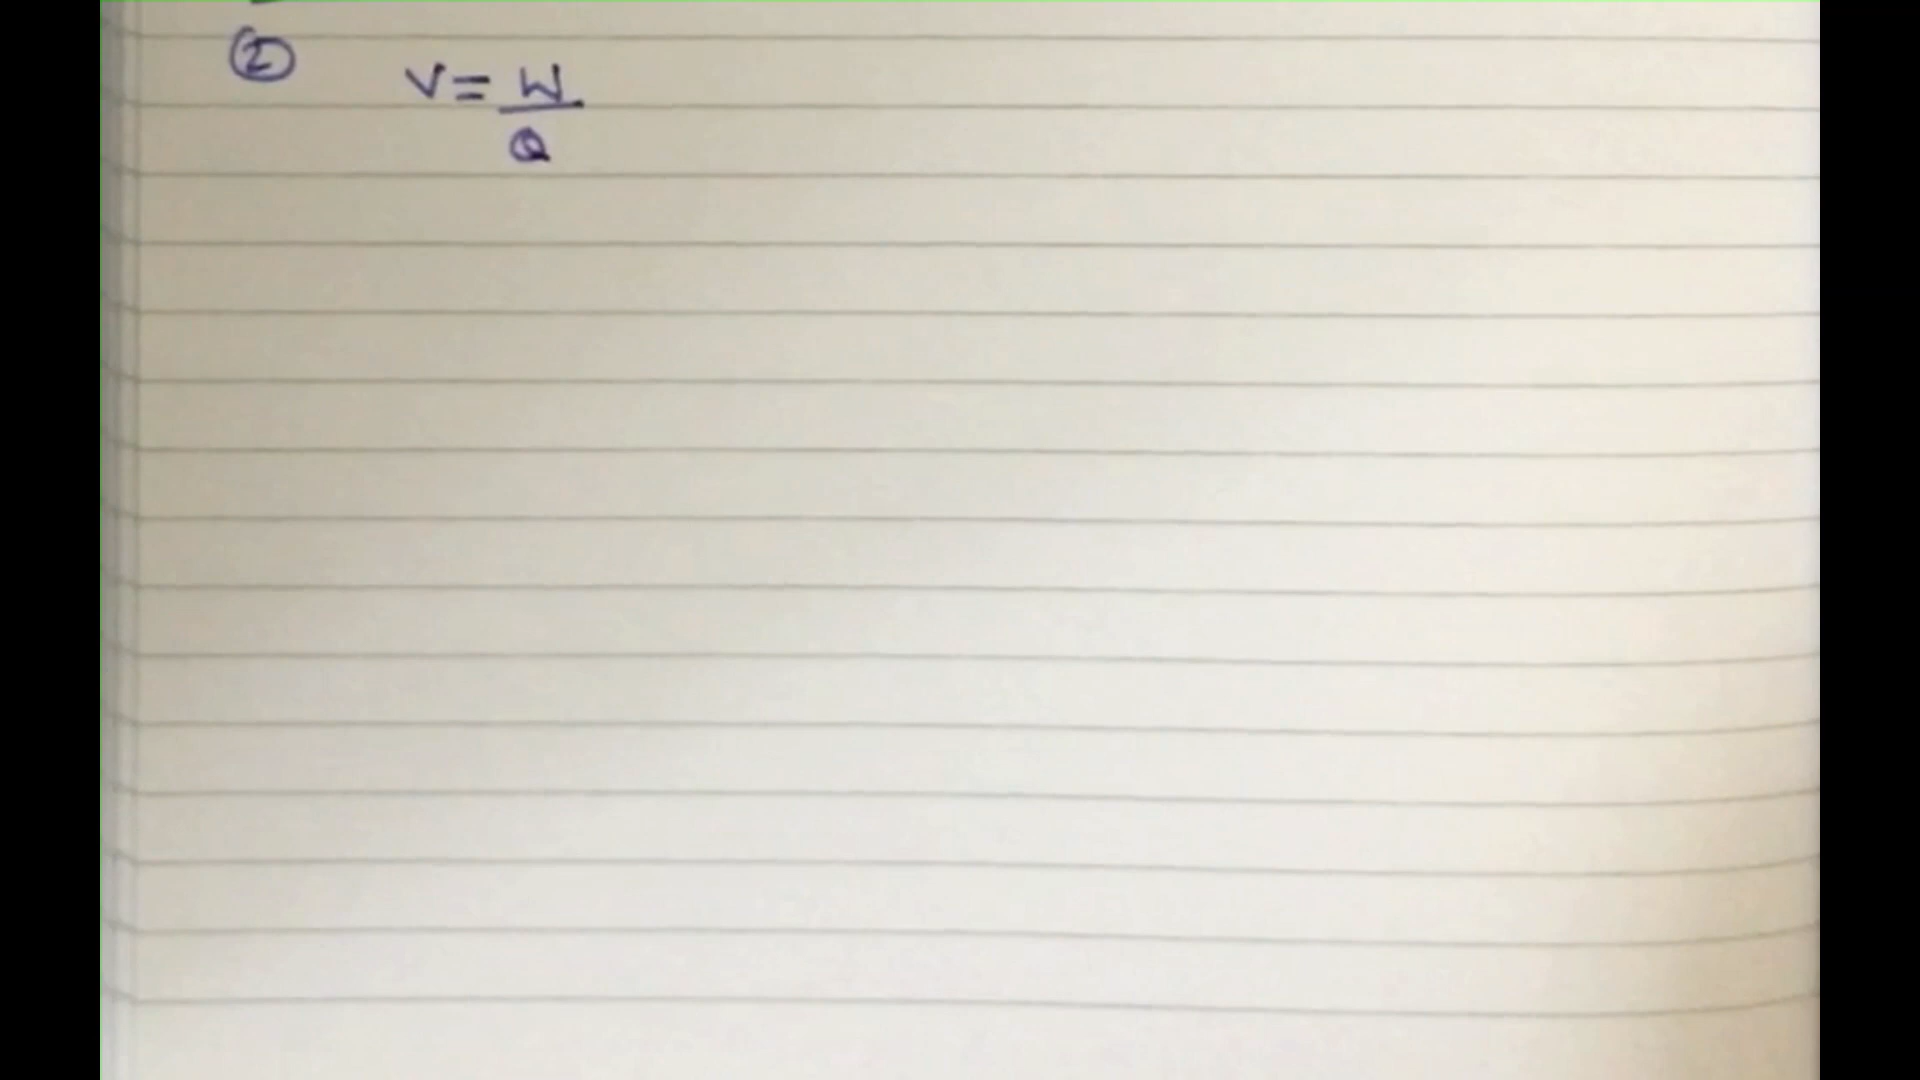 ②
V = W
Q